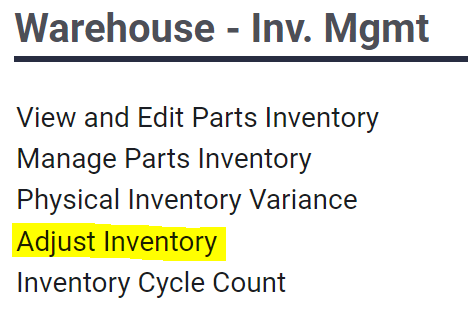 Warehouse - Inv. Mgmt
View and Edit Parts Inventory
Manage Parts Inventory
Physical Inventory Variance
Adjust Inventory
Inventory Cycle Count